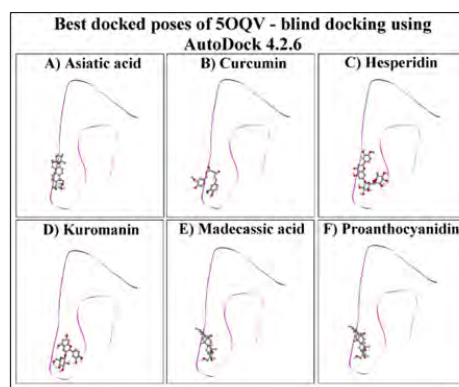 Best docked poses of 5OQV - blind docking using
AutoDock 4.2.6
A) Asiatic acid
B) Curcumin
C) Hesperidin
D) Kuromanin
E) Madecassic acid
F) Proanthocyanidin